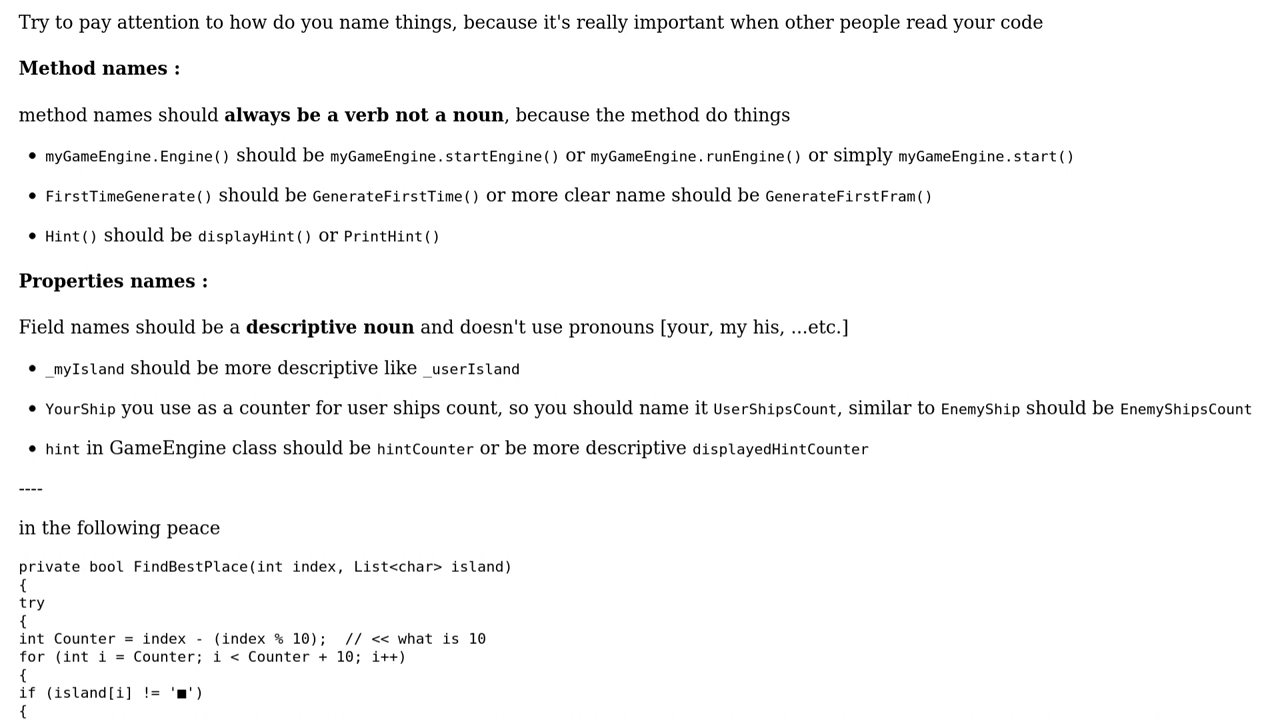 Try to pay attention to how do you name things, because it's really important when other people read your code
Method names :
method names should always be a verb not a noun, because the method do things
• myGameEngine.Engine() should be myGameEngine.startEngine() or myGameEngine.runEngine() or simply myGameEngine.start()
• FirstTimeGenerate() should be GenerateFirstTime() or more clear name should be GenerateFirstFram()
• Hint() should be displayHint() or PrintHint()
Properties names :
Field names should be a descriptive noun and doesn't use pronouns [your, my his, ...etc.]
• _myIsland should be more descriptive like _userIsland
• YourShip you use as a counter for user ships count, so you should name it UserShipsCount, similar to EnemyShip should be EnemyShipsCount
• hint in GameEngine class should be hintCounter or be more descriptive displayedHintCounter
----
in the following peace
private bool FindBestPlace(int index, List<char> island)
{
try
{
int Counter = index - (index % 10);  // << what is 10
for (int i = Counter; i < Counter + 10; i++)
{
if (island[i] != '■')
{